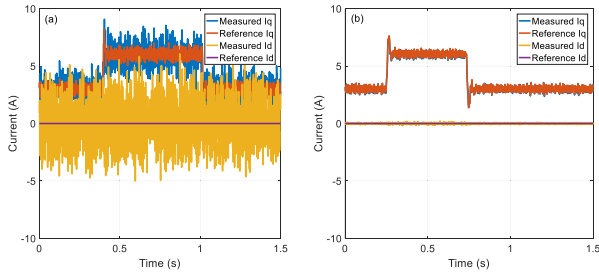 (a)
Measured Iq
Reference Iq
Measured Id
Reference Id
10
5
0
-5
-10
0
0.5
1
1.5
Current (A)
Time (s)
(b)
Measured Iq
Reference Iq
Measured Id
Reference Id
10
5
0
-5
-10
0
0.5
1
1.5
Current (A)
Time (s)